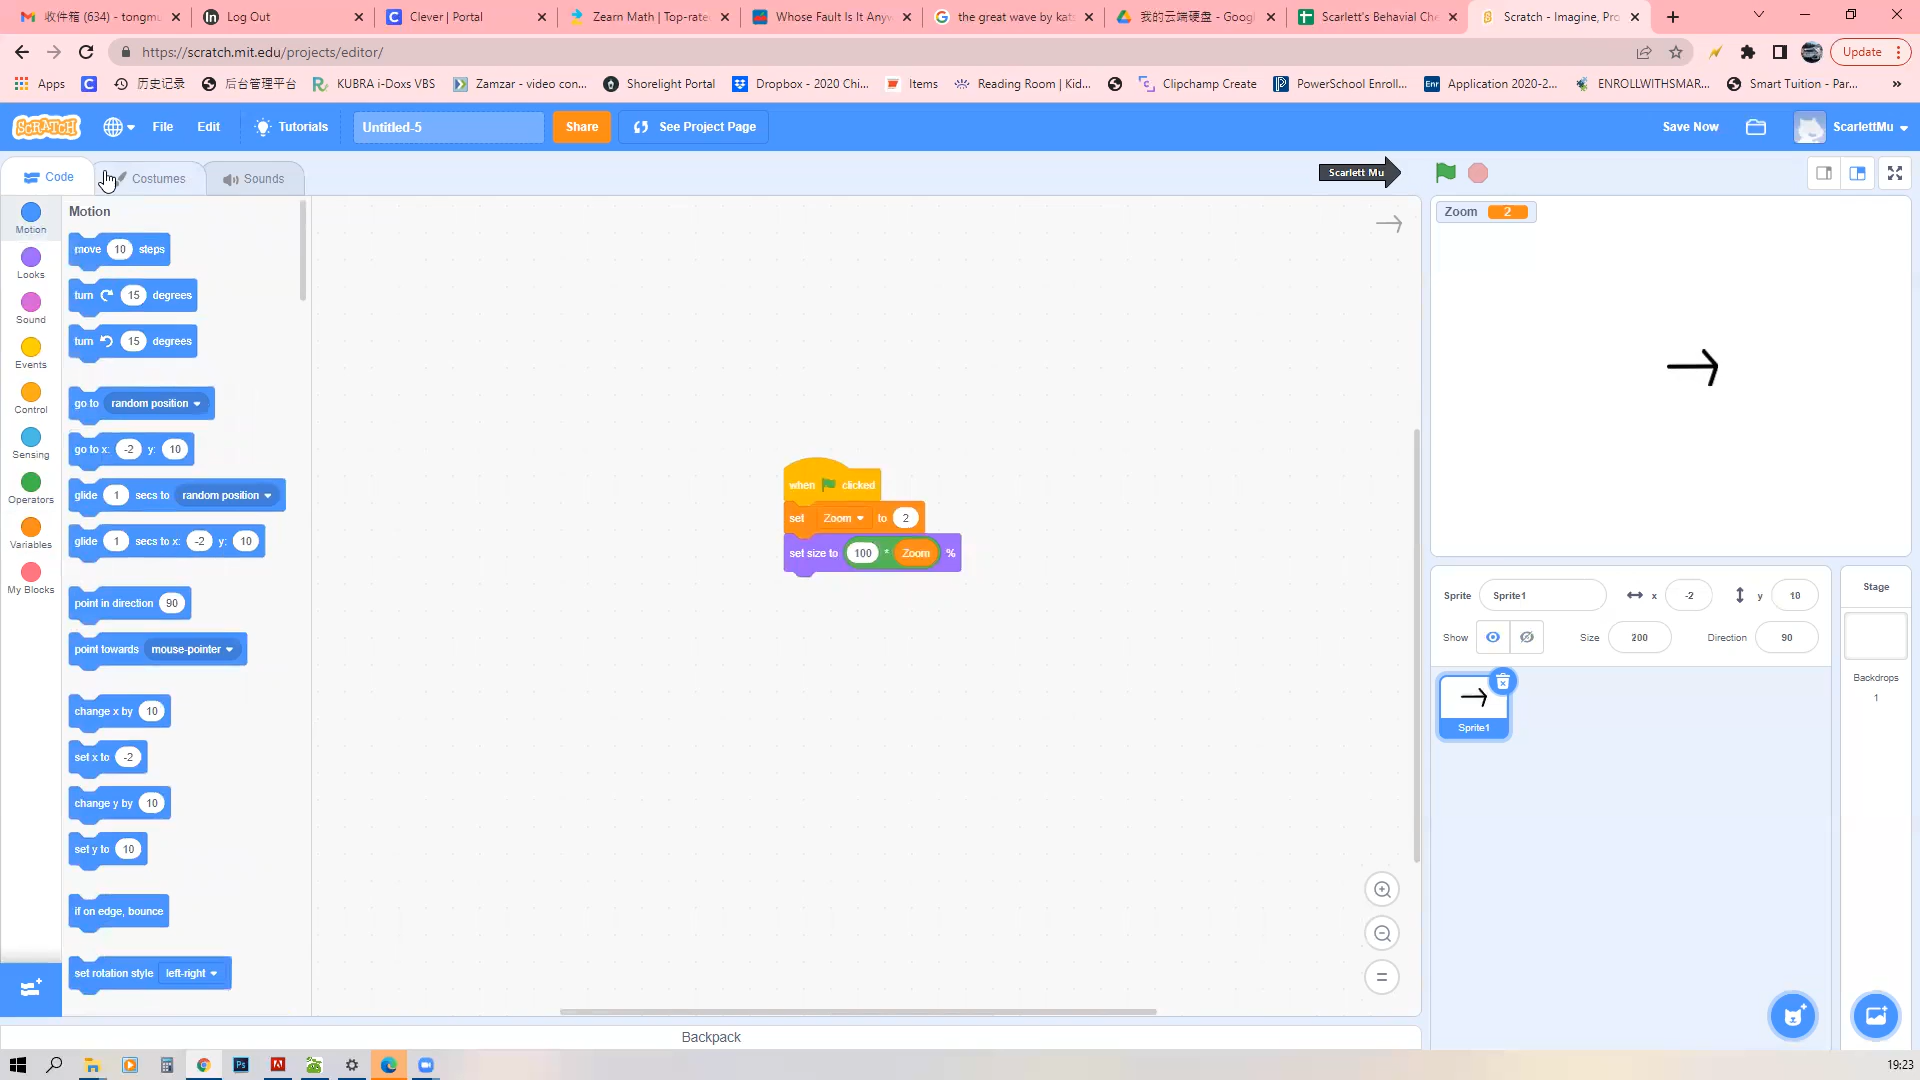 收件箱 (634) - tongmu
Log Out
Clever | Portal
Zearn Math | Top-rate
Whose Fault Is It Any
the great wave by kat
我的云端硬盘 - Goog
Scarlett's Behavial Che
Scratch - Imagine, Pro
https://scratch.mit.edu/projects/editor/
Update
Apps
历史记录
后台管理平台
KUBRA i-Doxs VBS
Zamzar - video con...
Shorelight Portal
Dropbox - 2020 Chi...
Items
Reading Room | Kid...
Clipchamp Create
PowerSchool Enroll...
Application 2020-2...
ENROLLWITHSMAR...
Smart Tuition - Par...
SCRATCH
File
Edit
Tutorials
Untitled-5
Share
See Project Page
Save Now
ScarlettMu
Code
Costumes
Sounds
Scarlett Mu
Motion
Looks
Sound
Events
Control
Sensing
Operators
Variables
My Blocks
Motion
move 10 steps
turn 15 degrees
turn 15 degrees
go to random position
go to x: -2 y: 10
glide 1 secs to random position
glide 1 secs to x: -2 y: 10
point in direction 90
point towards mouse-pointer
change x by 10
set x to -2
change y by 10
set y to 10
if on edge, bounce
set rotation style left-right
when clicked
set Zoom to 2
set size to 100 * Zoom %
Zoom 2
Sprite Sprite1 x -2 y 10
Show Size 200 Direction 90
Sprite1
Stage
Backdrops
1
Backpack
19:23